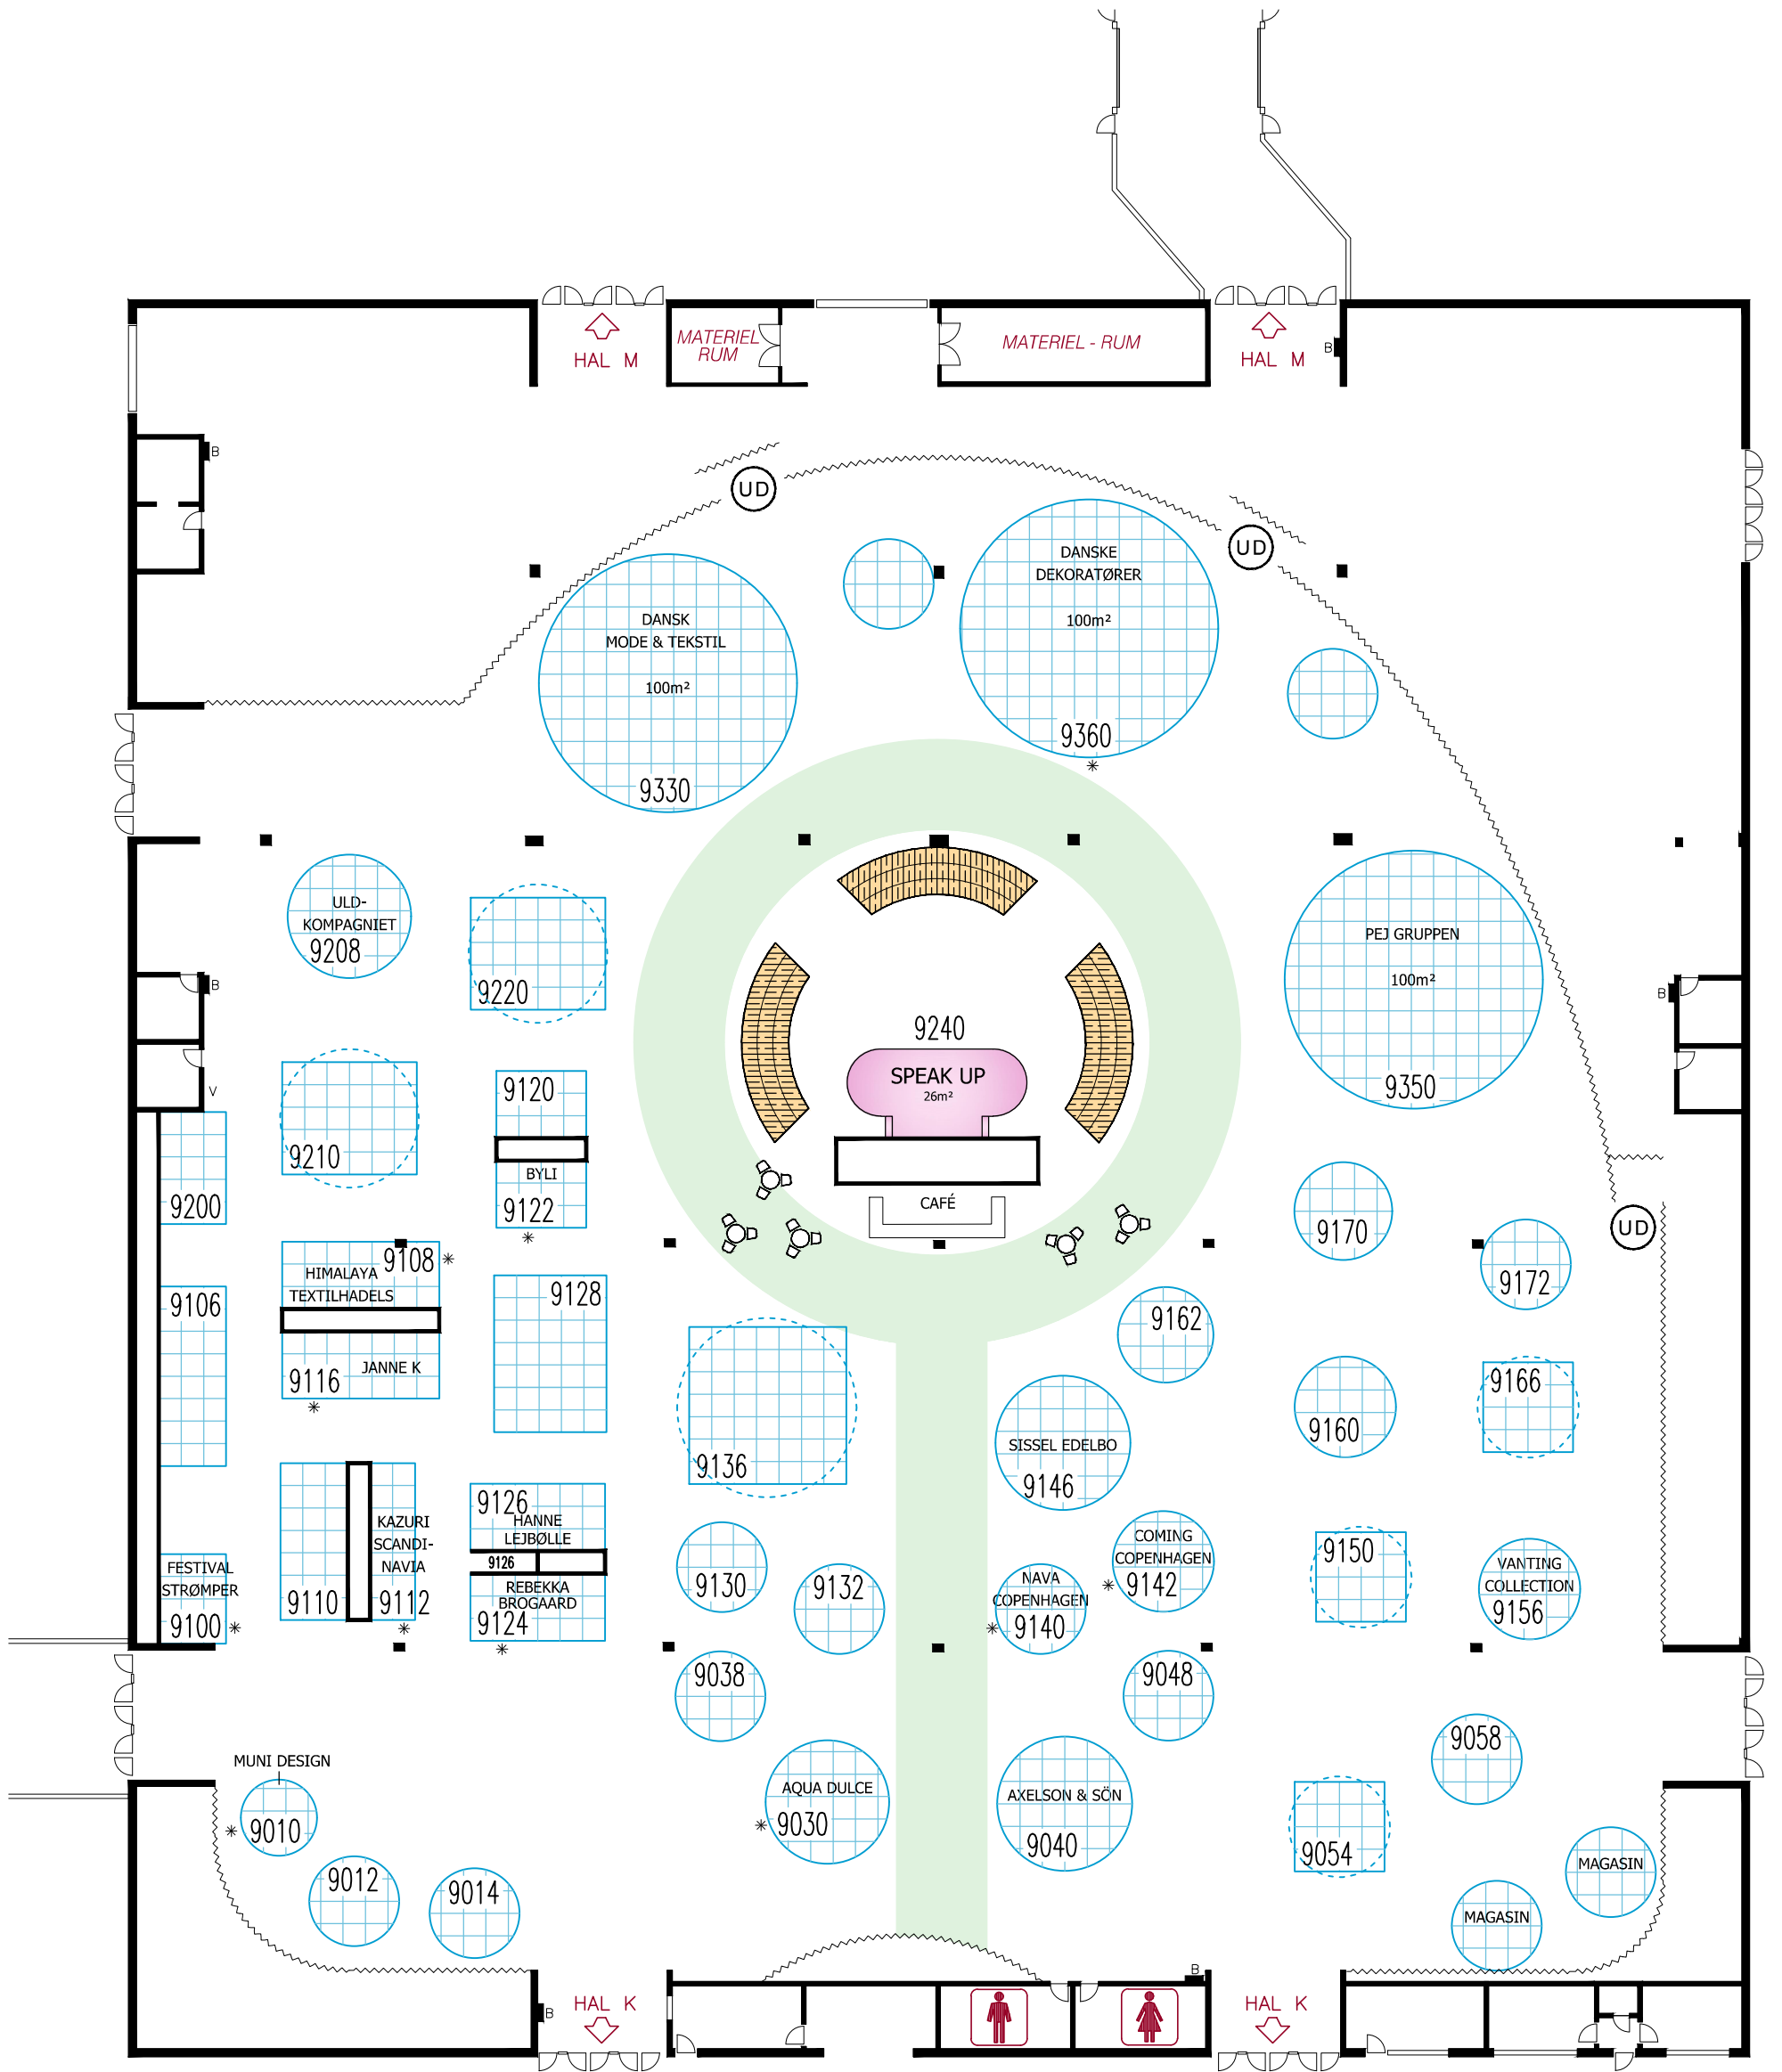 MATERIEL
RUM
MATERIEL - RUM
HAL M
HAL M
B
B
UD
UD
DANSKE
DEKORATØRER
100m²
9360
DANSK
MODE & TEKSTIL
100m²
9330
ULD-
KOMPAGNIET
9208
9220
PEJ GRUPPEN
100m²
9350
B
B
9240
SPEAK UP
26m²
CAFÉ
V
9210
9120
BYLI
9122
9200
9170
9172
UD
9108
HIMALAYA
TEXTILHADELS
9116
JANNE K
9106
9128
9162
9136
9160
9166
SISSEL EDELBO
9146
9110
KAZURI
SCANDI-
NAVIA
9112
9126
HANNE
LEJBØLLE
9126
REBEKKA
BROGAARD
9124
FESTIVAL
STRØMPER
9100
9130
9132
NAVA
COPENHAGEN
9140
COMING
COPENHAGEN
9142
9150
VANTING
COLLECTION
9156
9038
9048
9058
MUNI DESIGN
9010
9012
9014
AQUA DULCE
9030
AXELSON & SÖN
9040
9054
MAGASIN
MAGASIN
B
B
HAL K
HAL K